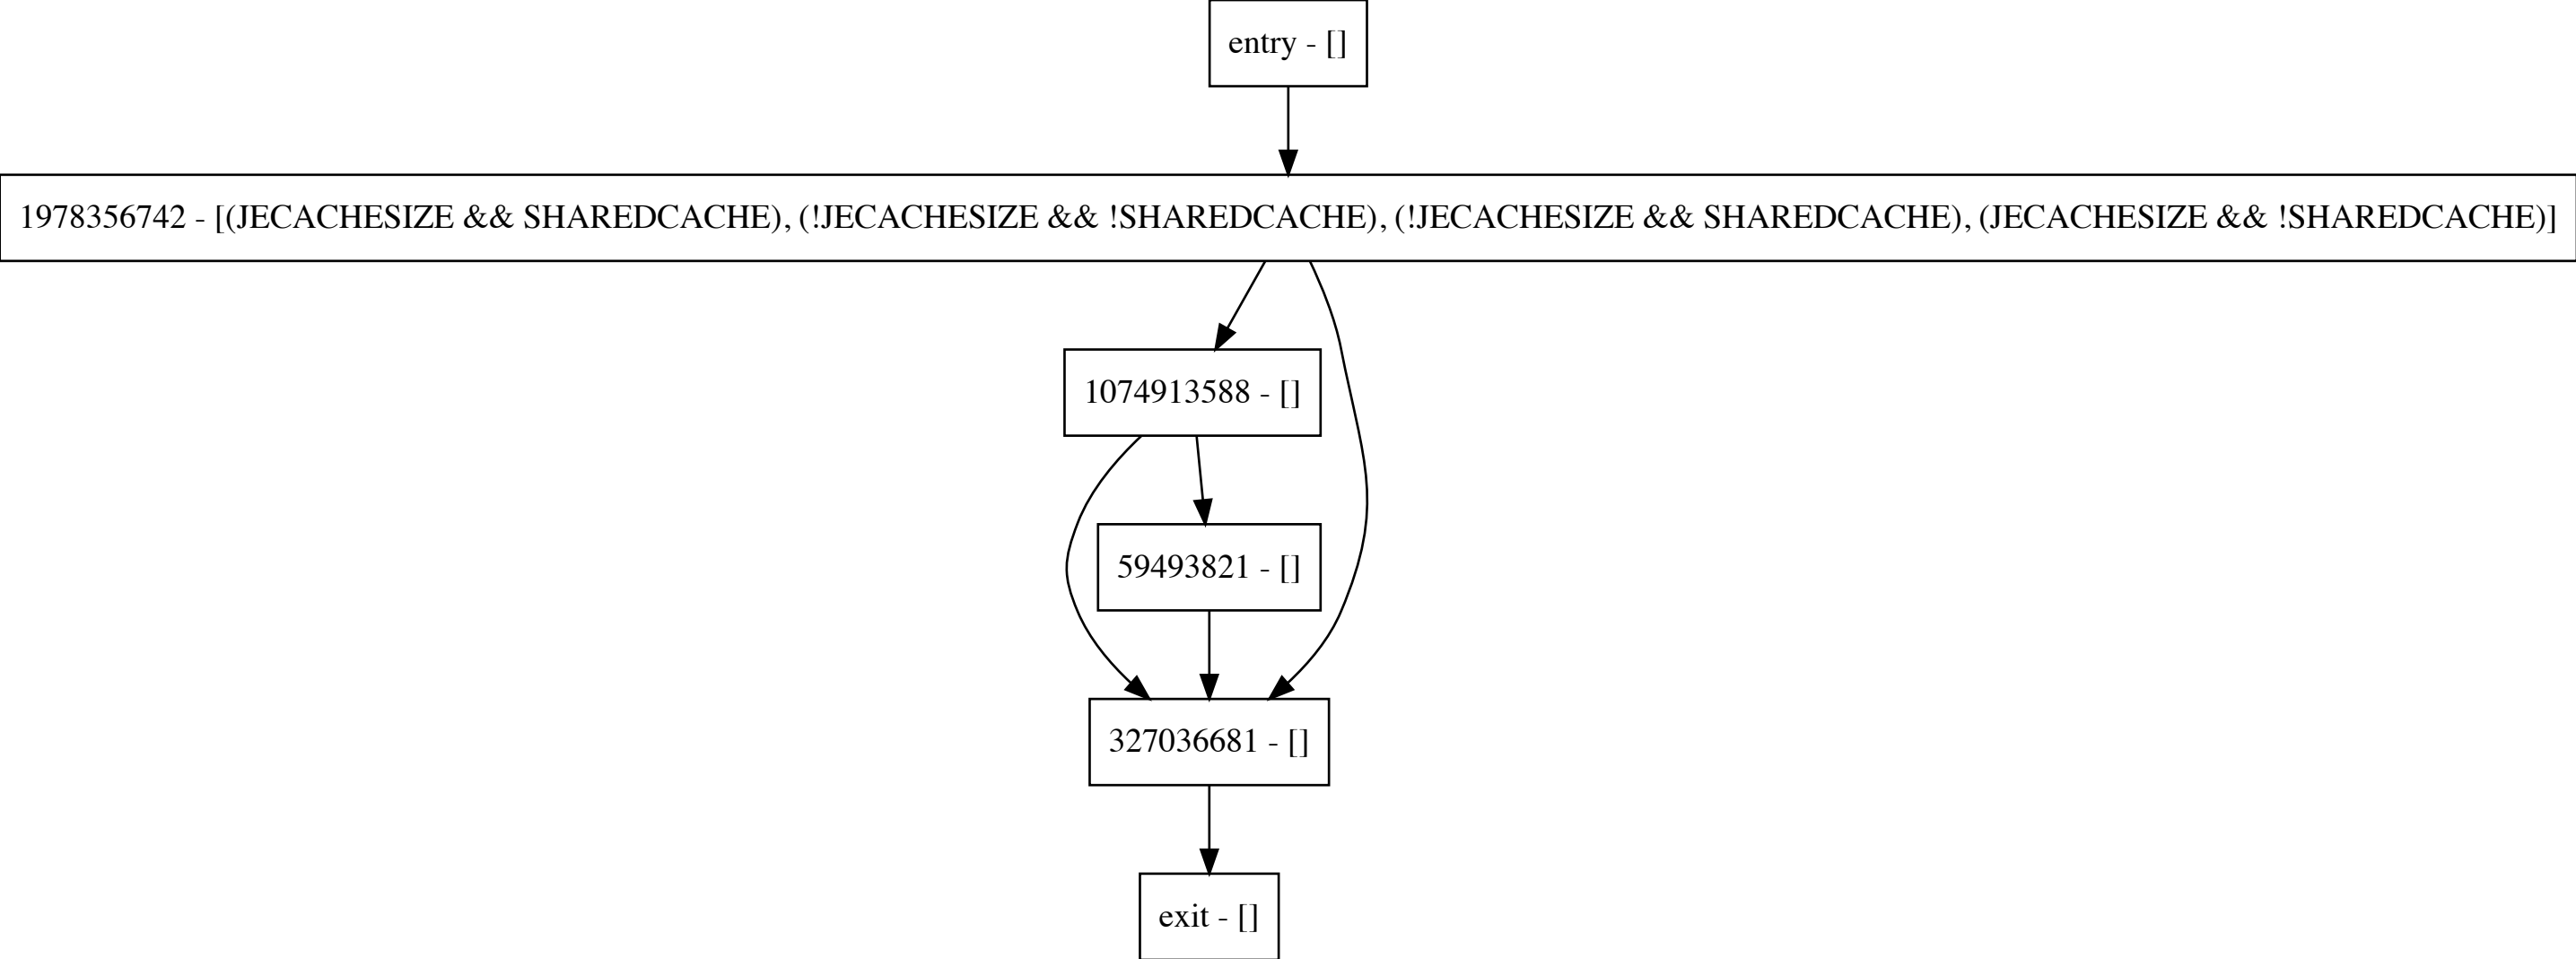 entry - []
1978356742 - [(JECACHESIZE && SHAREDCACHE), (!JECACHESIZE && !SHAREDCACHE), (!JECACHESIZE && SHAREDCACHE), (JECACHESIZE && !SHAREDCACHE)]
1074913588 - []
59493821 - []
327036681 - []
exit - []